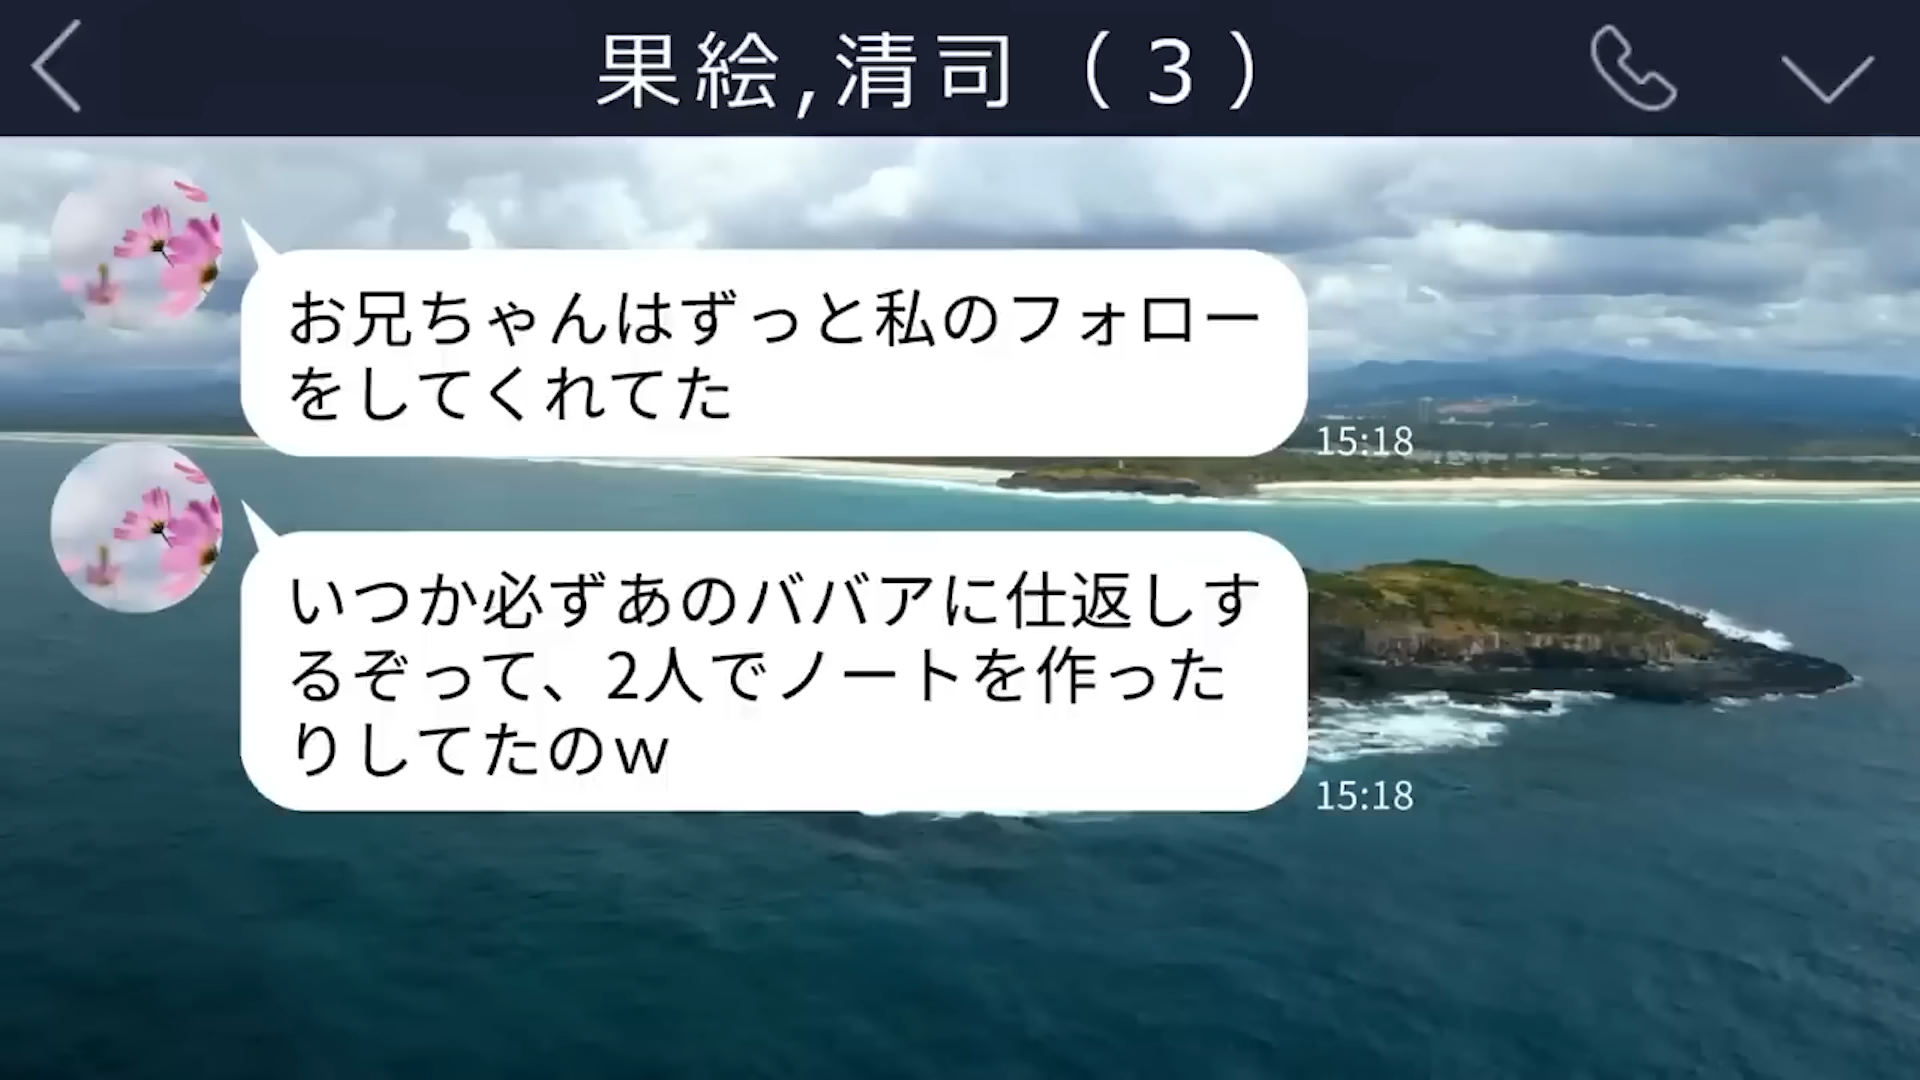 果絵,清司（3）
お兄ちゃんはずっと私のフォロー
をしてくれてた
15:18
いつか必ずあのババアに仕返しす
るぞって、2人でノートを作った
りしてたのｗ
15:18